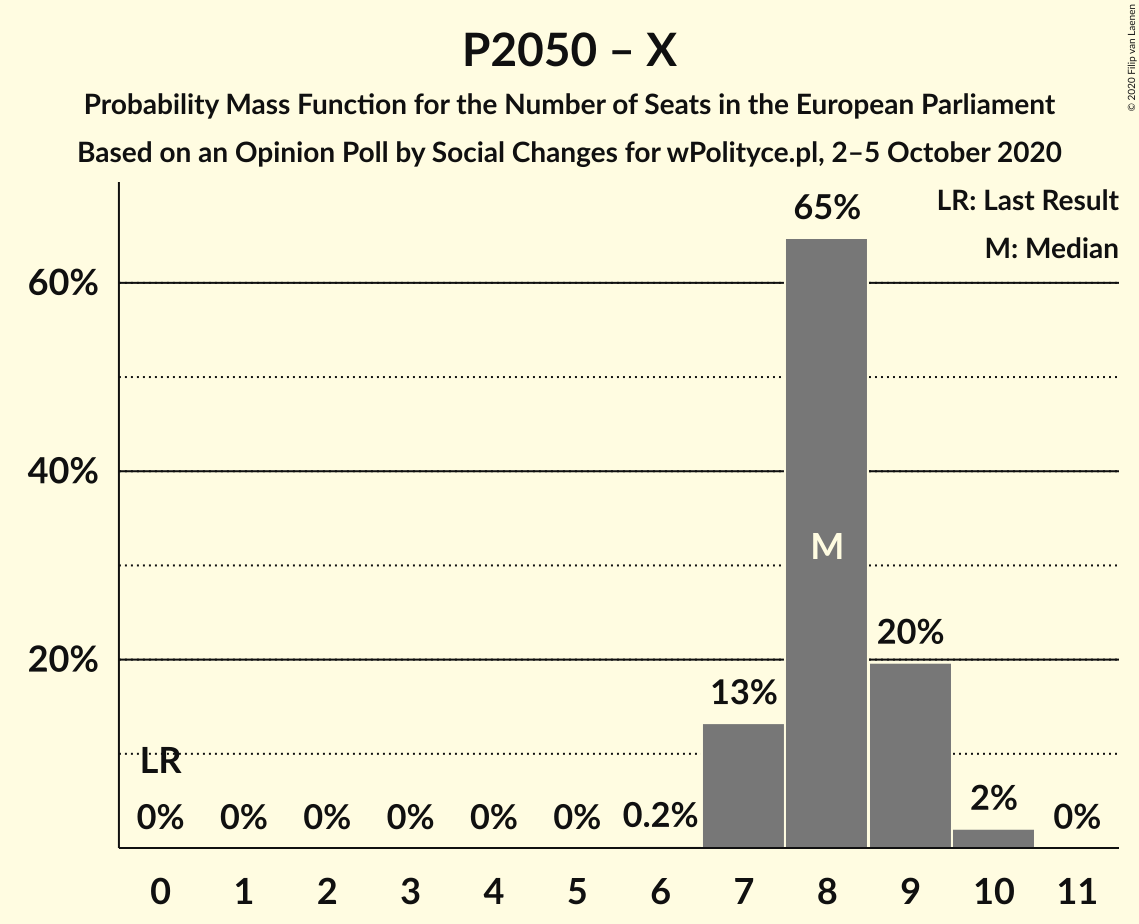 P2050 – X
Probability Mass Function for the Number of Seats in the European Parliament
Based on an Opinion Poll by Social Changes for wPolityce.pl, 2–5 October 2020
© 2020 Filip van Laenen
LR: Last Result
M: Median
65%
60%
M
40%
20%
20%
13%
LR
0% 0% 0% 0% 0% 0% 0.2% 2% 0%
0 1 2 3 4 5 6 7 8 9 10 11